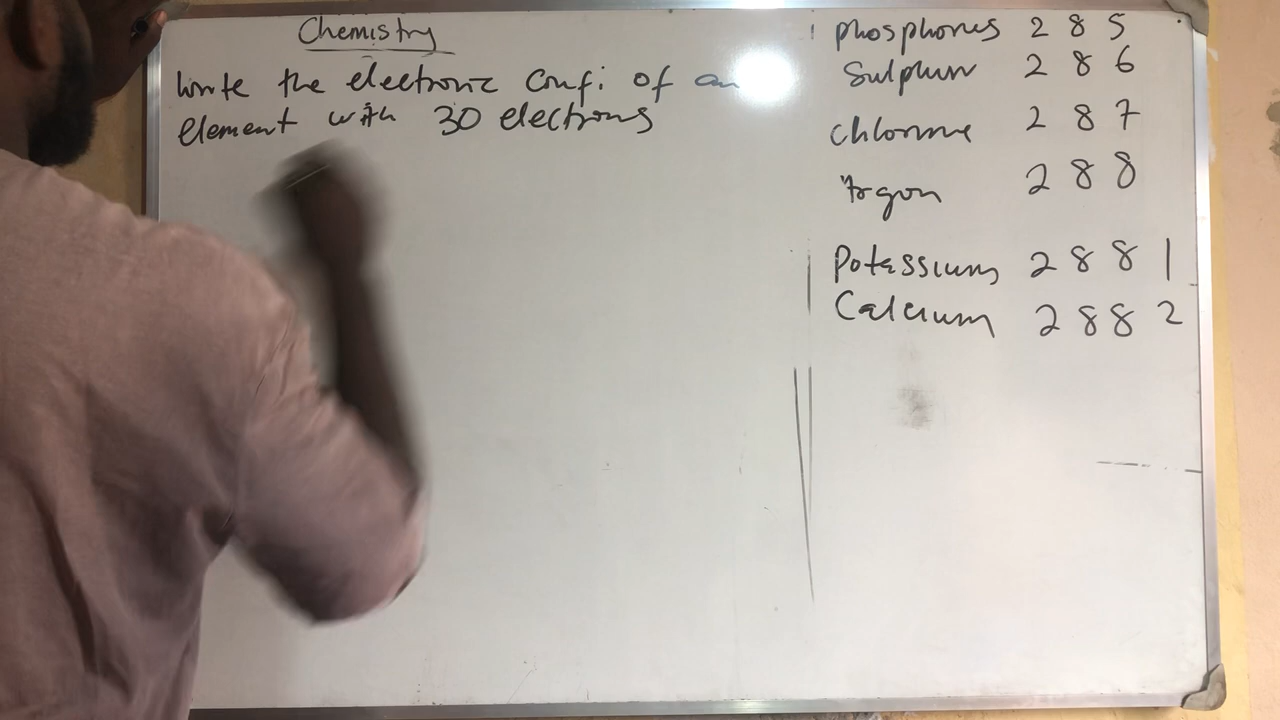 Chemistry
Write the electronic confi. of an
element with 30 electrons
phosphorus 2 8 5
Sulphur 2 8 6
chlorine 2 8 7
Argon 2 8 8
Potassium 2 8 8 1
Calcium 2 8 8 2